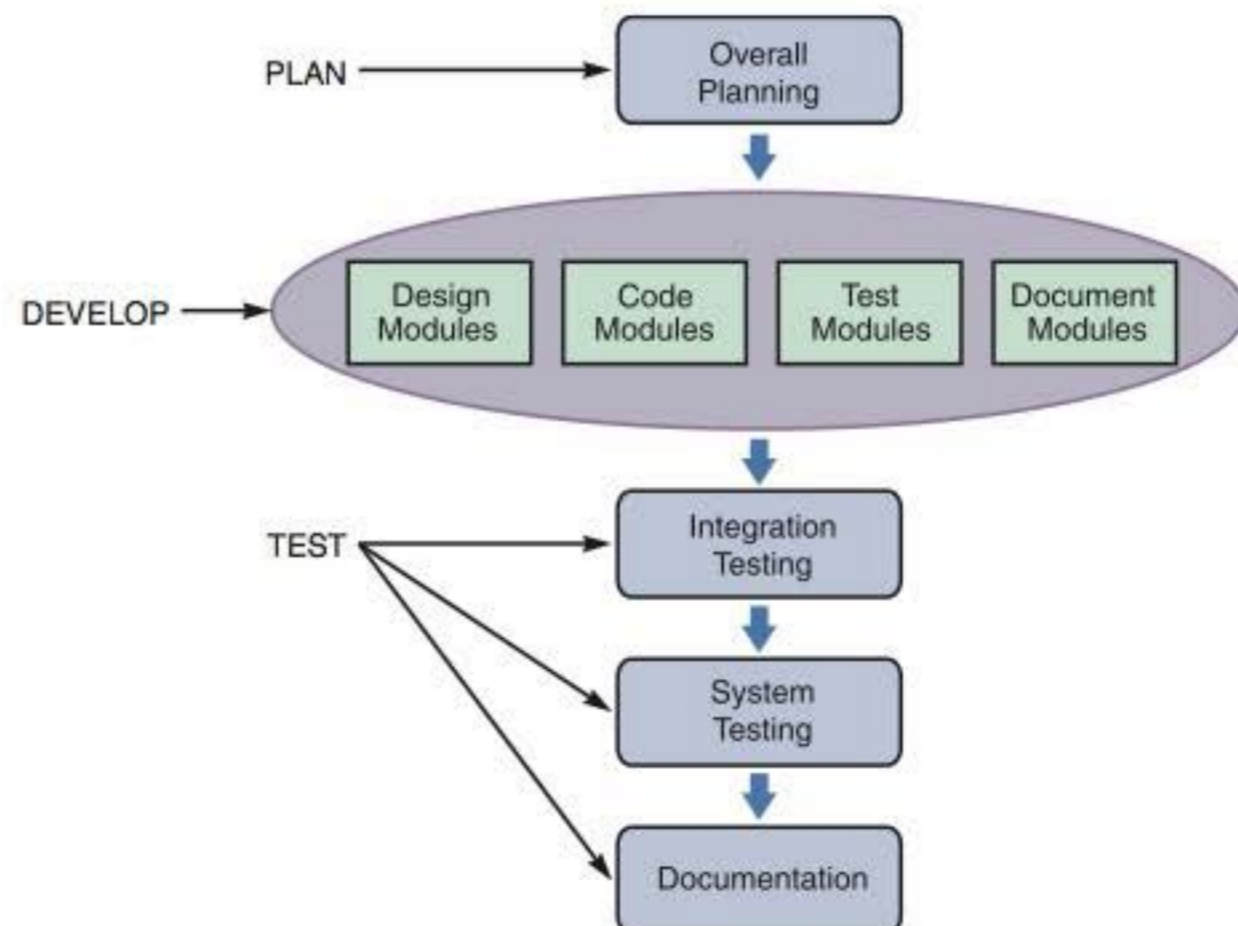 PLAN
Overall
Planning
DEVELOP
Design
Modules
Code
Modules
Test
Modules
Document
Modules
TEST
Integration
Testing
System
Testing
Documentation